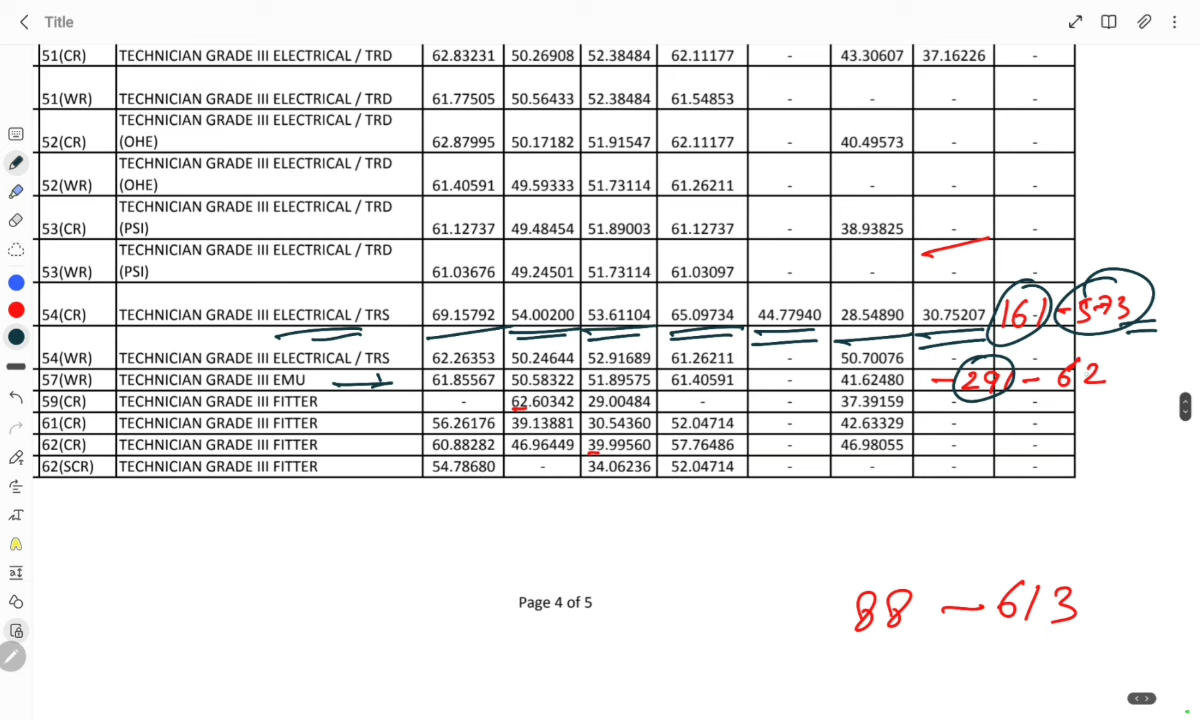 Title
51(CR) TECHNICIAN GRADE III ELECTRICAL / TRD 62.83231 50.26908 52.38484 62.11177 - 43.30607 37.16226 -
51(WR) TECHNICIAN GRADE III ELECTRICAL / TRD 61.77505 50.56433 52.38484 61.54853 - - - -
TECHNICIAN GRADE III ELECTRICAL / TRD
52(CR) (OHE) 62.87995 50.17182 51.91547 62.11177 - 40.49573 - -
TECHNICIAN GRADE III ELECTRICAL / TRD
52(WR) (OHE) 61.40591 49.59333 51.73114 61.26211 - - - -
TECHNICIAN GRADE III ELECTRICAL / TRD
53(CR) (PSI) 61.12737 49.48454 51.89003 61.12737 - 38.93825 - -
TECHNICIAN GRADE III ELECTRICAL / TRD
53(WR) (PSI) 61.03676 49.24501 51.73114 61.03097 - - - -
54(CR) TECHNICIAN GRADE III ELECTRICAL / TRS 69.15792 54.00200 53.61104 65.09734 44.77940 28.54890 30.75207 - 161 - 573
54(WR) TECHNICIAN GRADE III ELECTRICAL / TRS 62.26353 50.24644 52.91689 61.26211 - 50.70076 - -
57(WR) TECHNICIAN GRADE III EMU 61.85567 50.58322 51.89575 61.40591 - 41.62480 - - - 291 - 62
59(CR) TECHNICIAN GRADE III FITTER - 62.60342 29.00484 - - 37.39159 - -
61(CR) TECHNICIAN GRADE III FITTER 56.26176 39.13881 30.54360 52.04714 - 42.63329 - -
62(CR) TECHNICIAN GRADE III FITTER 60.88282 46.96449 39.99560 57.76486 - 46.98055 - -
62(SCR) TECHNICIAN GRADE III FITTER 54.78680 - 34.06236 52.04714 - - - -
Page 4 of 5
88 - 613